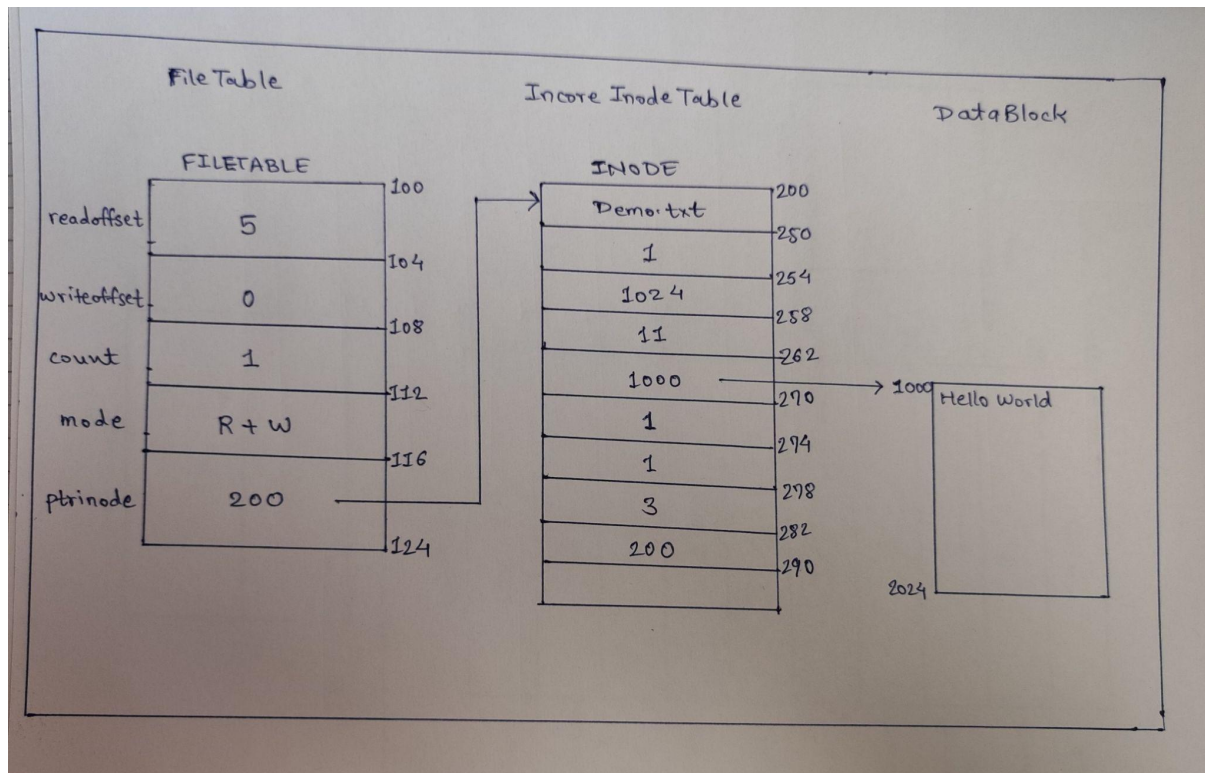 File Table
Incore Inode Table
DataBlock
FILETABLE
100
readoffset
5
104
writeoffset
0
108
count
1
112
mode
R + W
116
ptrinode
200
124
INODE
200
Demo.txt
250
1
254
1024
258
11
262
1000
270
1
274
1
278
3
282
200
290
1000
Hello World
2024